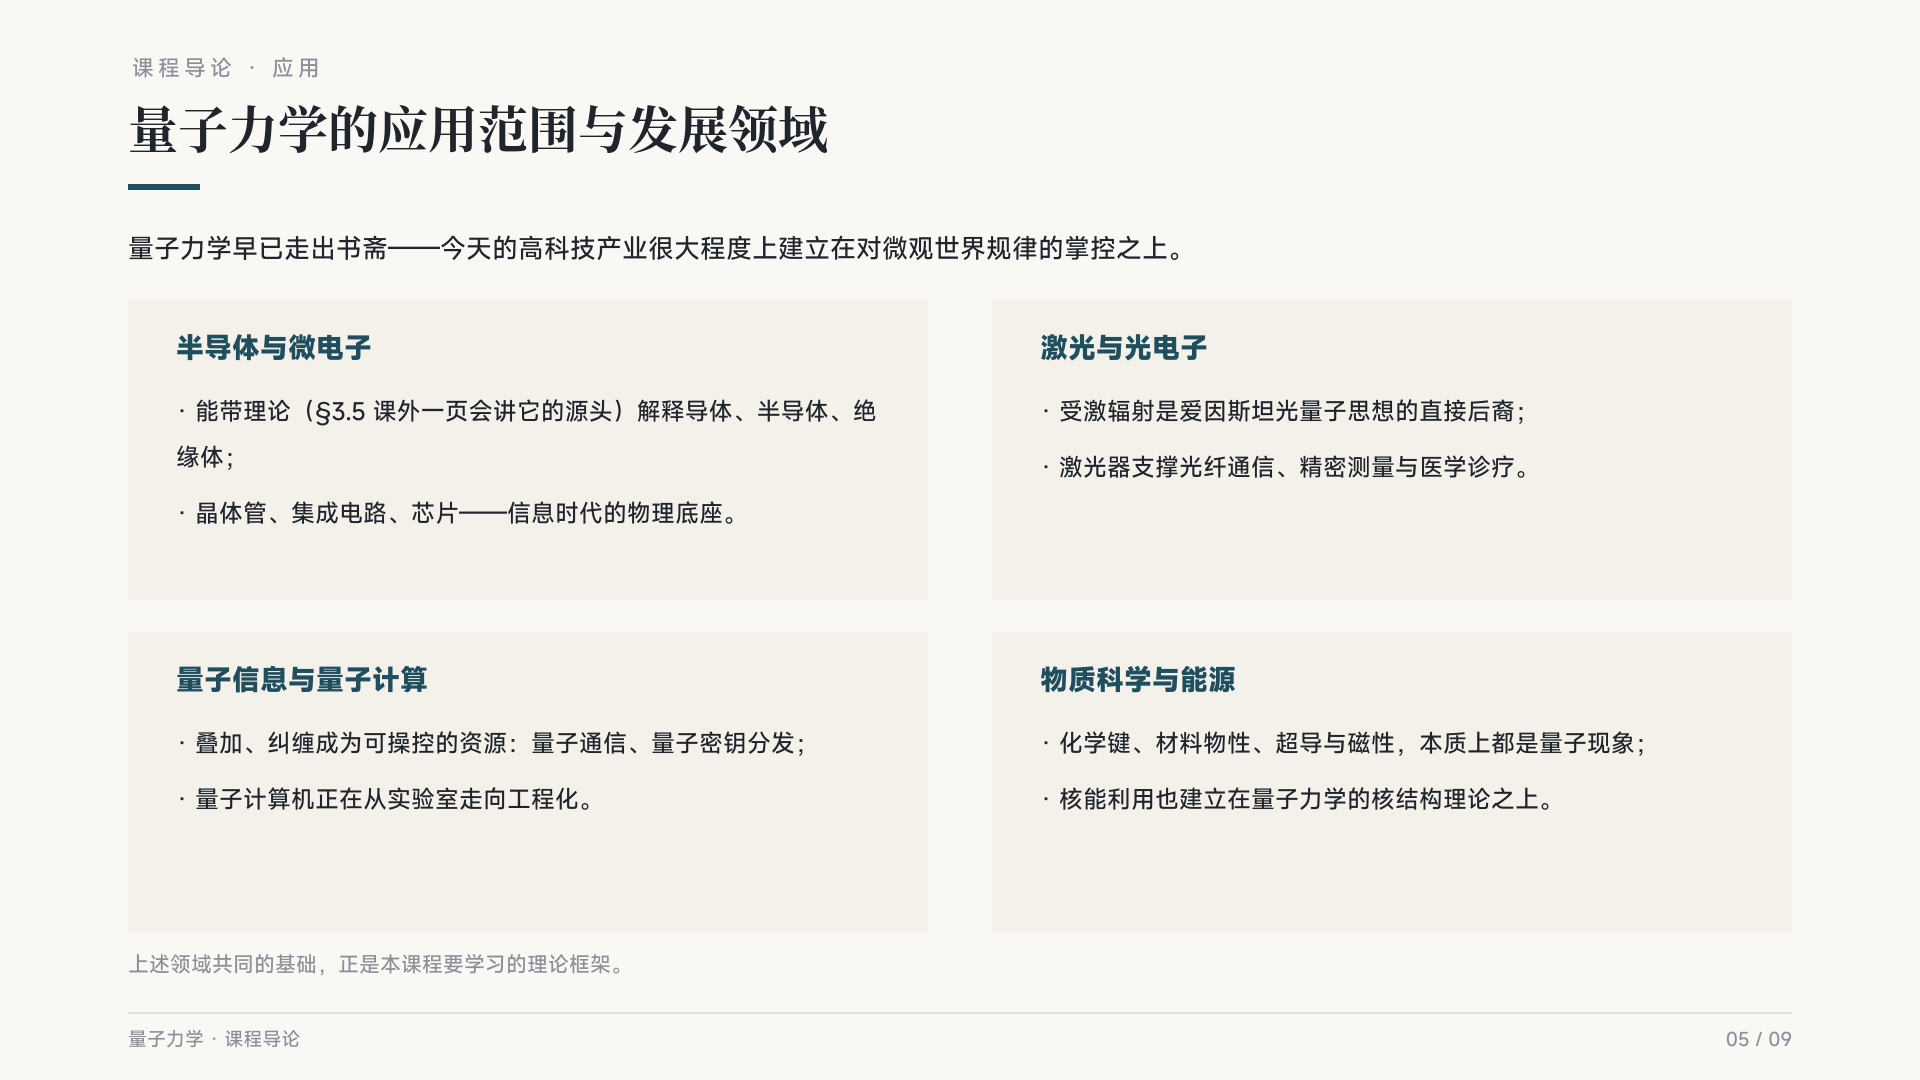 课程导论 · 应用
量子力学的应用范围与发展领域
量子力学早已走出书斋——今天的高科技产业很大程度上建立在对微观世界规律的掌控之上。
半导体与微电子
· 能带理论（§3.5 课外一页会讲它的源头）解释导体、半导体、绝
缘体；
· 晶体管、集成电路、芯片——信息时代的物理底座。
激光与光电子
· 受激辐射是爱因斯坦光量子思想的直接后裔；
· 激光器支撑光纤通信、精密测量与医学诊疗。
量子信息与量子计算
· 叠加、纠缠成为可操控的资源：量子通信、量子密钥分发；
· 量子计算机正在从实验室走向工程化。
物质科学与能源
· 化学键、材料物性、超导与磁性，本质上都是量子现象；
· 核能利用也建立在量子力学的核结构理论之上。
上述领域共同的基础，正是本课程要学习的理论框架。
量子力学 · 课程导论
05 / 09